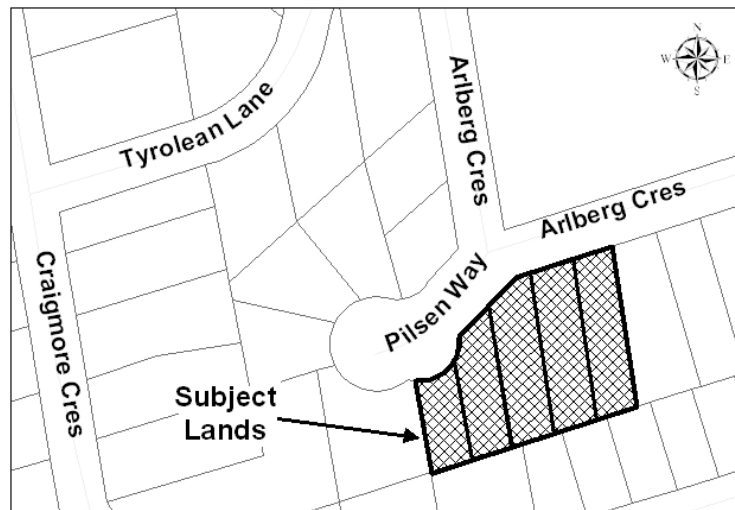 N
W E
S
Tyrolean Lane
Arlberg Cres
Arlberg Cres
Craigmore Cres
Pilsen Way
Subject
Lands